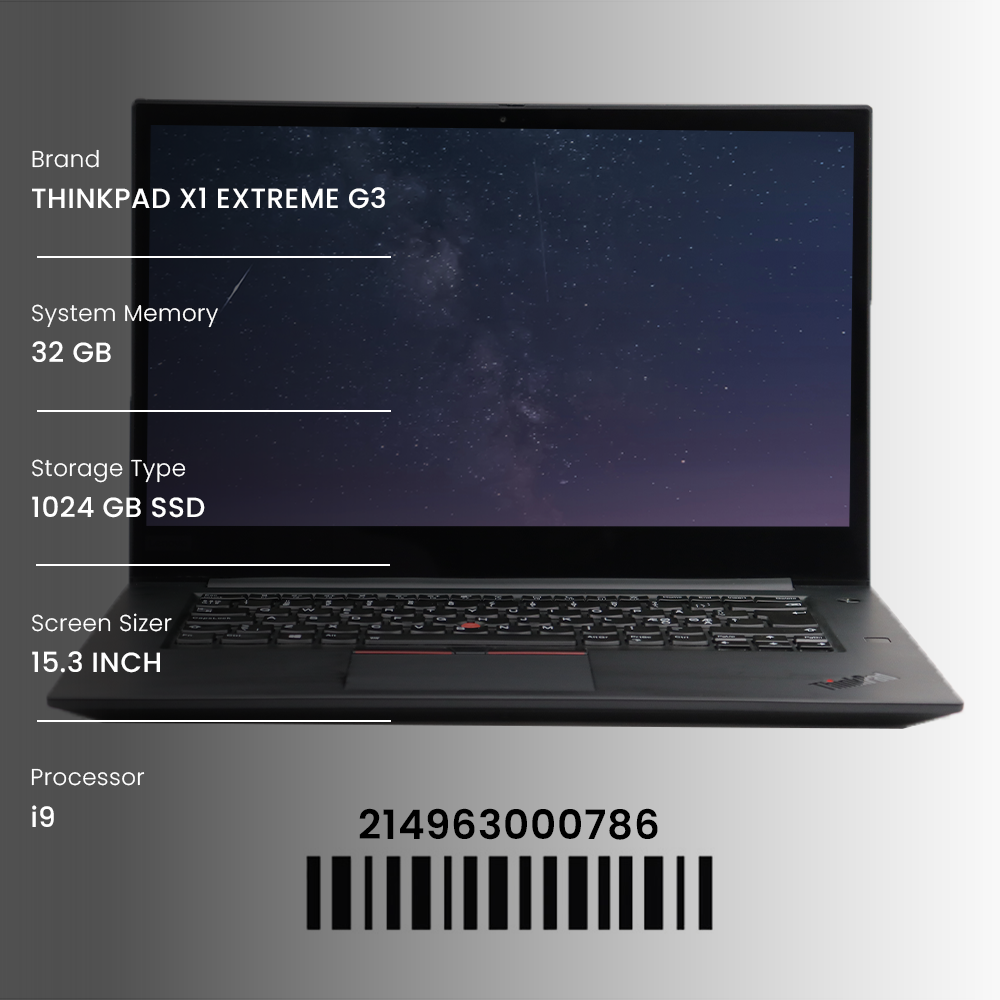 Brand
THINKPAD X1 EXTREME G3
System Memory
32 GB
Storage Type
1024 GB SSD
Screen Sizer
15.3 INCH
ThinkPad
Processor
i9
214963000786